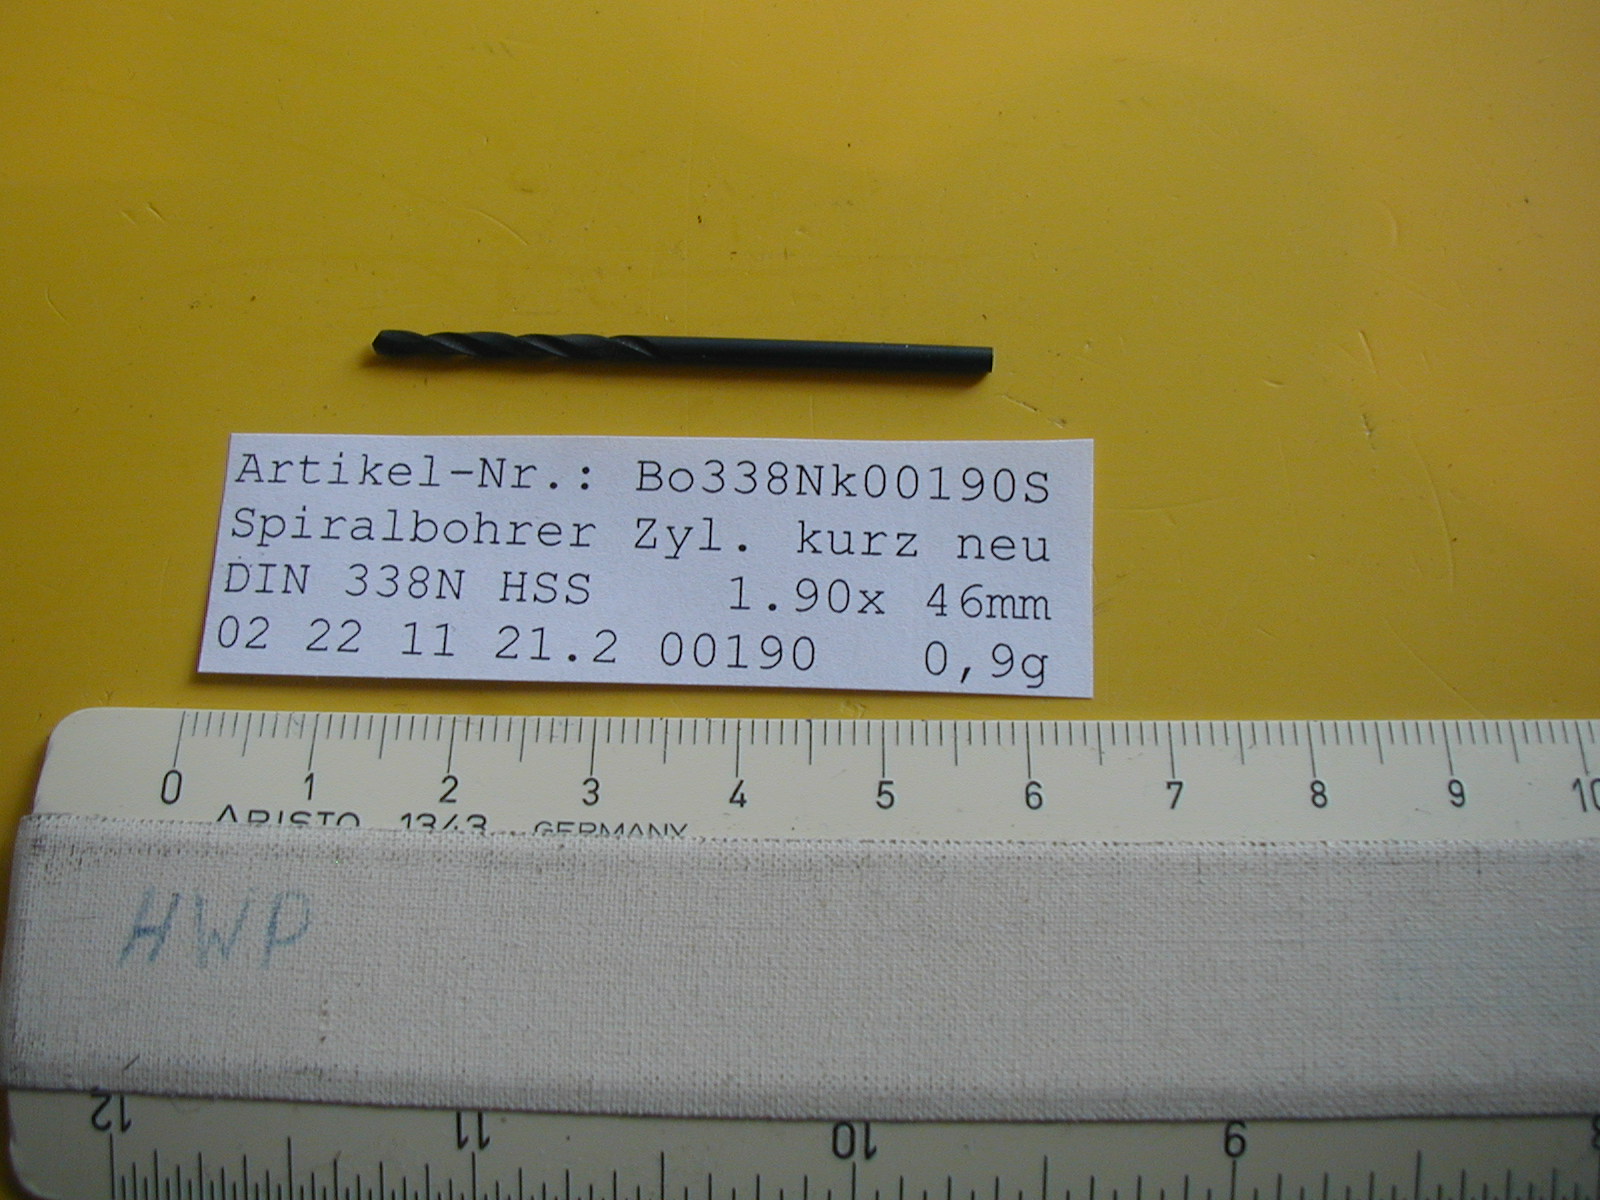 Artikel-Nr.: Bo338Nk00190S
Spiralbohrer Zyl. kurz neu
DIN 338N HSS 1.90x 46mm
02 22 11 21.2 00190 0,9g
0 1 2 3 4 5 6 7 8 9 10
ARISTO 1343 GERMANY
HWP
12 11 10 9